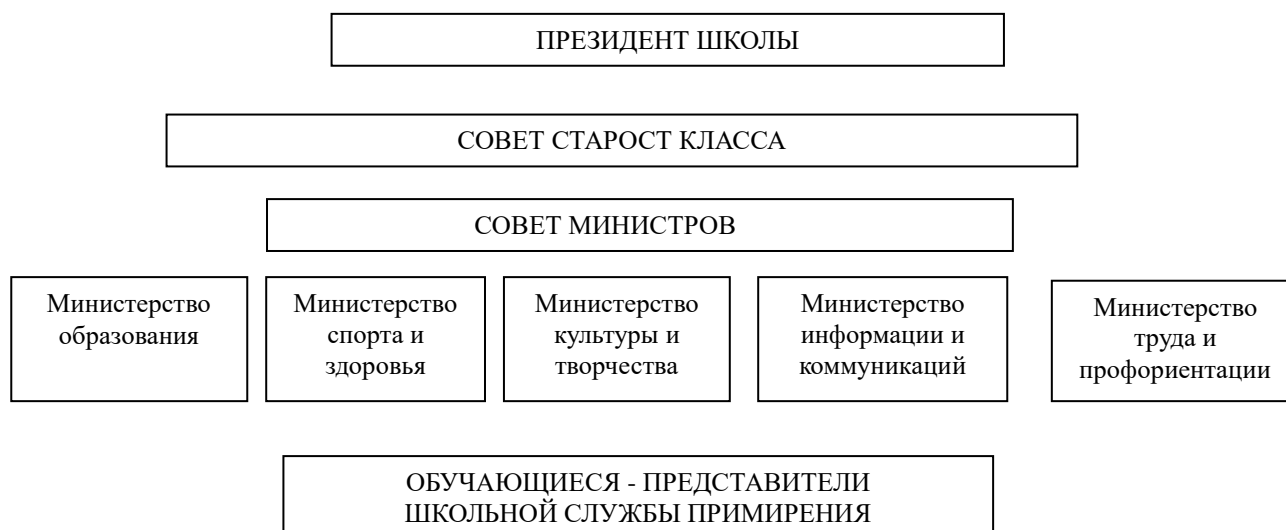 ПРЕЗИДЕНТ ШКОЛЫ
СОВЕТ СТАРОСТ КЛАССА
СОВЕТ МИНИСТРОВ
Министерство
образования
Министерство
спорта и
здоровья
Министерство
культуры и
творчества
Министерство
информации и
коммуникаций
Министерство
труда и
профориентации
ОБУЧАЮЩИЕСЯ - ПРЕДСТАВИТЕЛИ
ШКОЛЬНОЙ СЛУЖБЫ ПРИМИРЕНИЯ